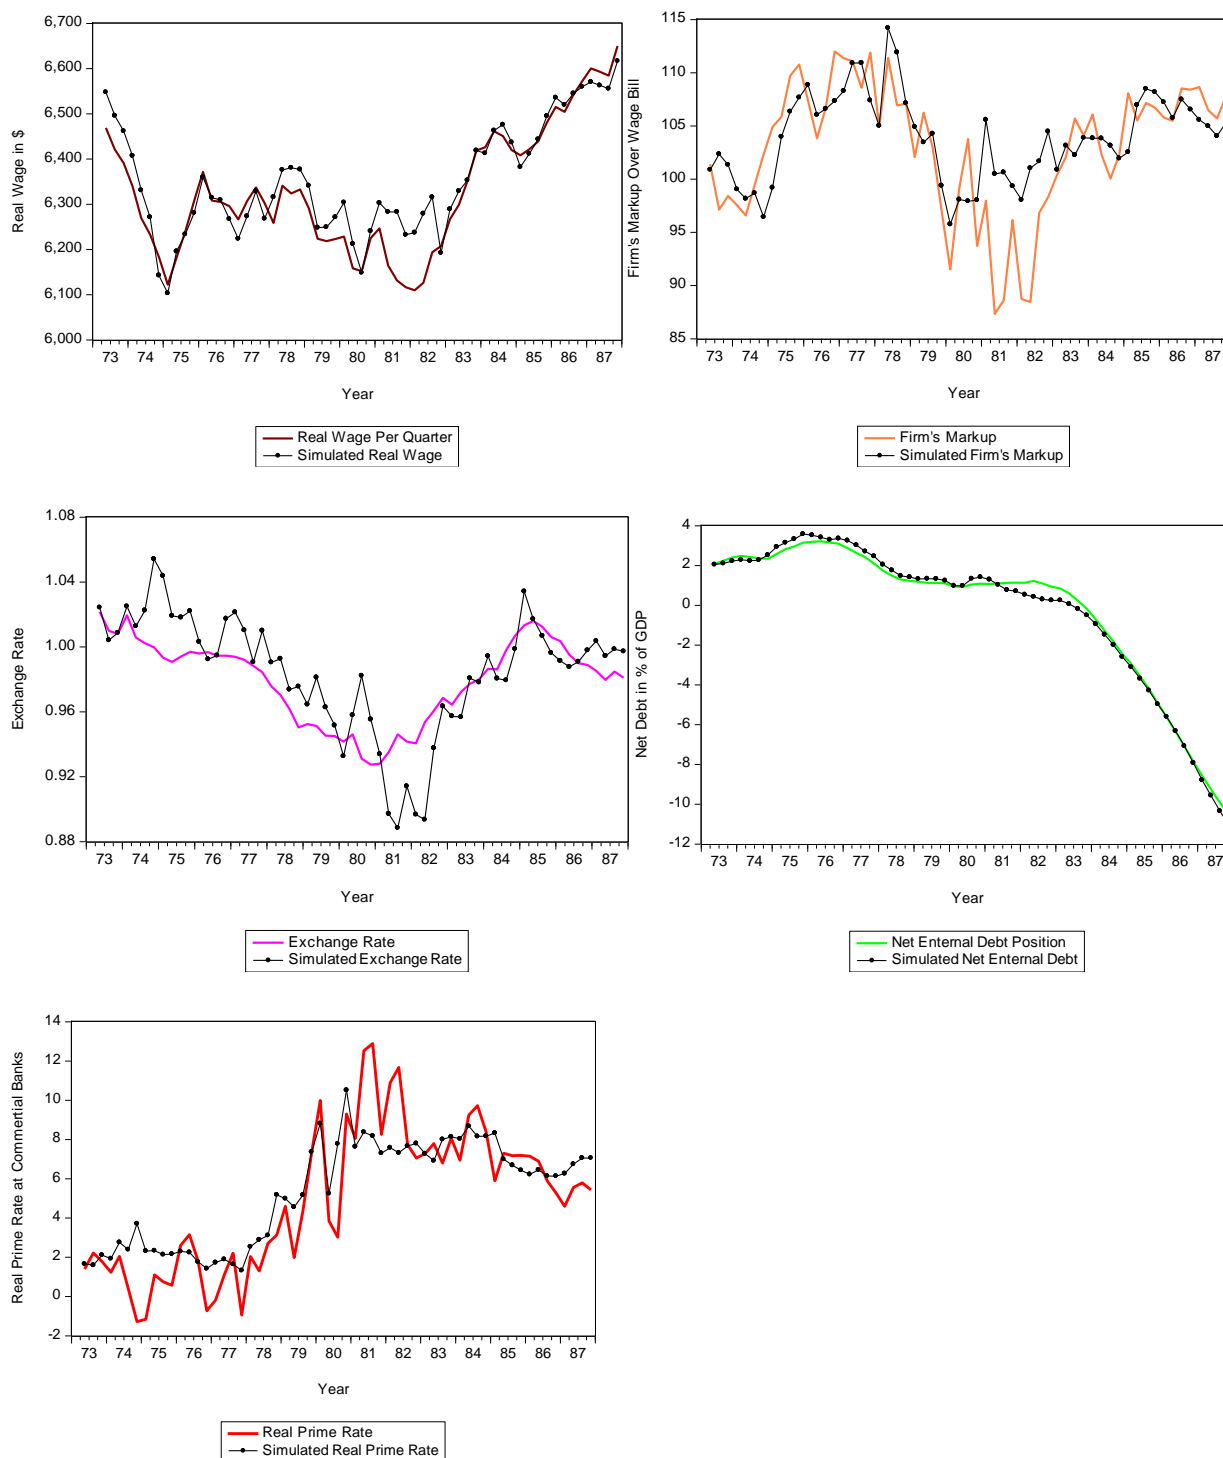 Real Wage in $
6,700
6,600
6,500
6,400
6,300
6,200
6,100
6,000
73 74 75 76 77 78 79 80 81 82 83 84 85 86 87
Year
Real Wage Per Quarter
Simulated Real Wage
Firm's Markup Over Wage Bill
115
110
105
100
95
90
85
73 74 75 76 77 78 79 80 81 82 83 84 85 86 87
Year
Firm's Markup
Simulated Firm's Markup
Exchange Rate
1.08
1.04
1.00
0.96
0.92
0.88
73 74 75 76 77 78 79 80 81 82 83 84 85 86 87
Year
Exchange Rate
Simulated Exchange Rate
Net Debt in % of GDP
4
2
0
-2
-4
-6
-8
-10
-12
73 74 75 76 77 78 79 80 81 82 83 84 85 86 87
Year
Net Enternal Debt Position
Simulated Net Enternal Debt
Real Prime Rate at Commertial Banks
14
12
10
8
6
4
2
0
-2
73 74 75 76 77 78 79 80 81 82 83 84 85 86 87
Year
Real Prime Rate
Simulated Real Prime Rate